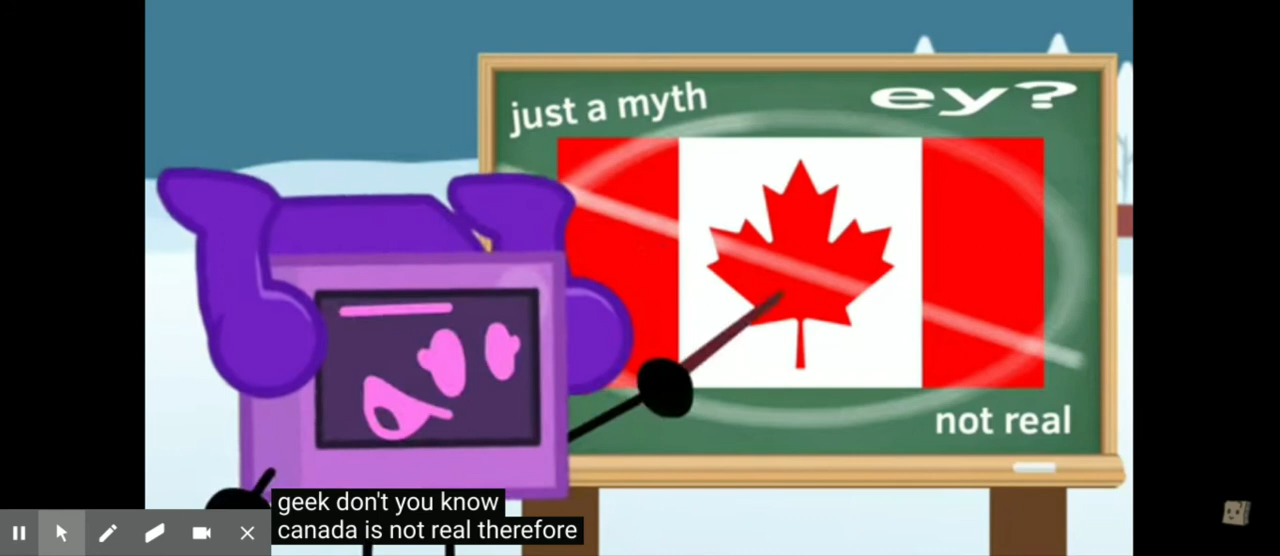 just a myth
ey?
not real
geek don't you know
canada is not real therefore